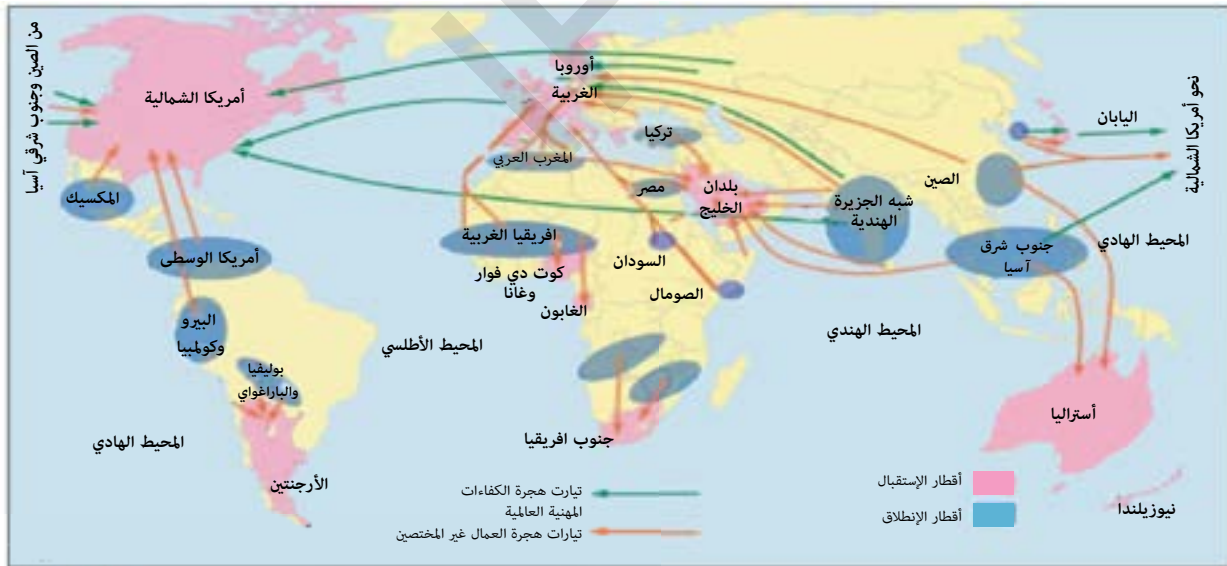 من الصين وجنوب شرقي آسيا
نحو أمريكا الشمالية
أمريكا الشمالية
أوروبا
الغربية
تركيا
المغرب العربي
مصر
بلدان
الخليج
شبه الجزيرة
الهندية
الصين
اليابان
المكسيك
أمريكا الوسطى
افريقيا الغربية
كوت دي فوار
وغانا
الغابون
السودان
الصومال
جنوب شرق
آسيا
المحيط الهادي
البيرو
وكولمبيا
بوليفيا
والباراغواي
المحيط الأطلسي
المحيط الهندي
أستراليا
المحيط الهادي
جنوب افريقيا
الأرجنتين
نيوزيلندا
تيارت هجرة الكفاءات
المهنية العالمية
تيارات هجرة العمال غير المختصين
أقطار الإستقبال
أقطار الإنطلاق